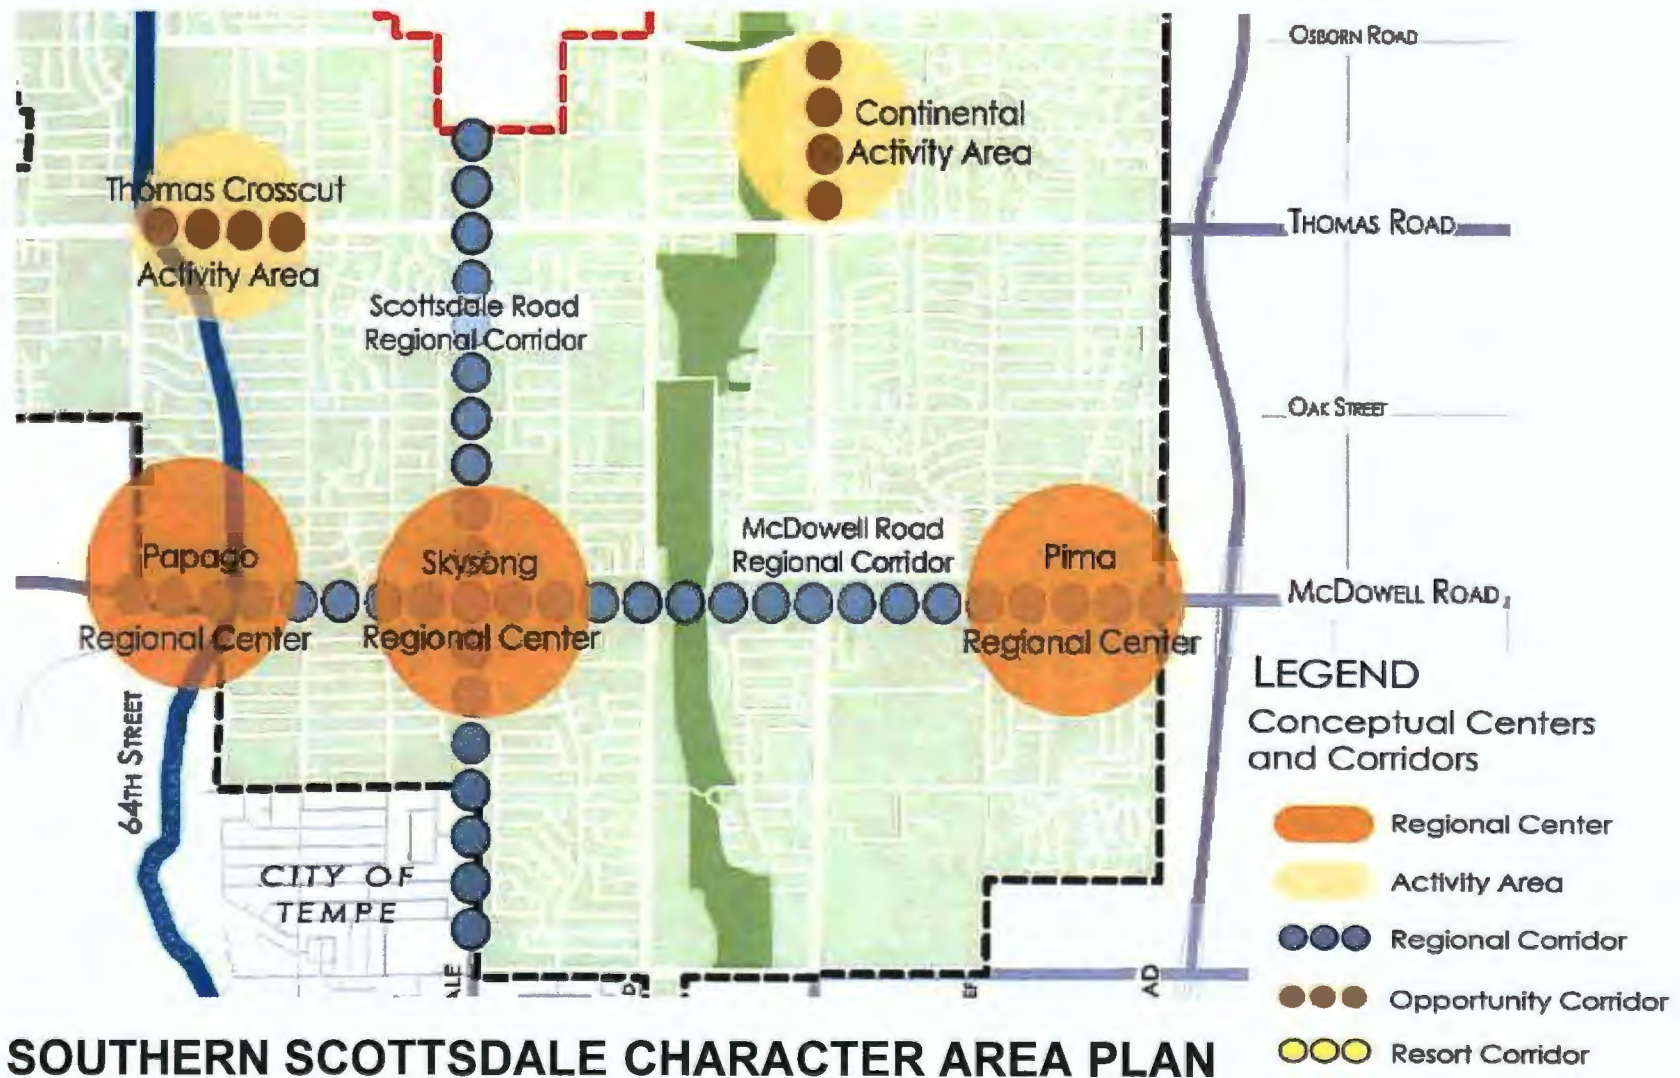 OSBORN ROAD
Continental
Activity Area
Thomas Crosscut
THOMAS ROAD
Activity Area
Scottsdale Road
Regional Corridor
OAK STREET
McDowell Road
Regional Corridor
Papago
Skysong
Pima
MCDOWELL ROAD
Regional Center
Regional Center
Regional Center
LEGEND
Conceptual Centers
and Corridors
64TH STREET
Regional Center
CITY OF
TEMPE
Activity Area
Regional Corridor
ALE
EF
AD
Opportunity Corridor
Resort Corridor
SOUTHERN SCOTTSDALE CHARACTER AREA PLAN